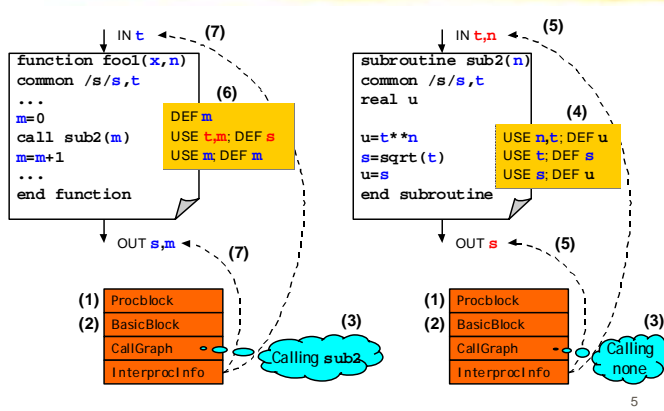 IN t
(7)
function foo1(x,n)
common /s/s,t
...
m=0
call sub2(m)
m=m+1
...
end function
(6)
DEF m
USE t,m; DEF s
USE m; DEF m
OUT s,m
(7)
(1)
Procblock
(2)
BasicBlock
CallGraph
InterprocInfo
(3)
Calling sub2
IN t,n
(5)
subroutine sub2(n)
common /s/s,t
real u
u=t**n
s=sqrt(t)
u=s
end subroutine
(4)
USE n,t; DEF u
USE t; DEF s
USE s; DEF u
OUT s
(5)
(1)
Procblock
(2)
BasicBlock
CallGraph
InterprocInfo
(3)
Calling
none
5